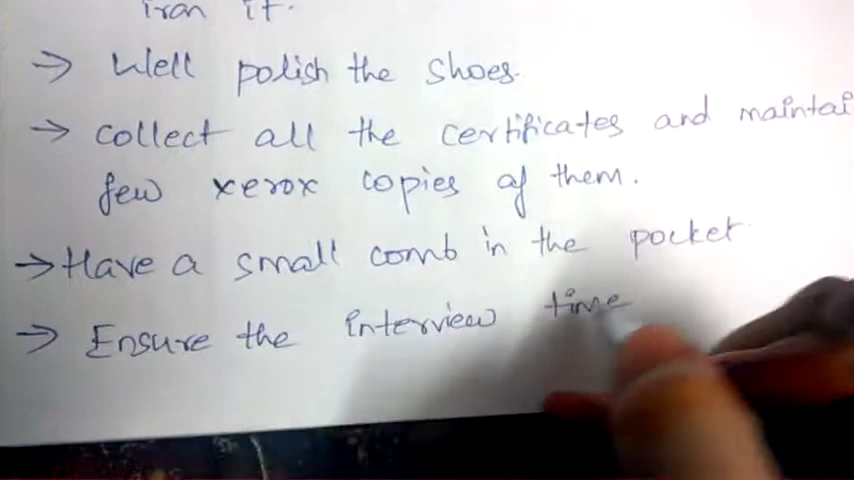 iron it.
→ Well polish the shoes.
→ collect all the certificates and maintai
few xerox copies of them.
→ Have a small comb in the pocket
→ Ensure the interview time